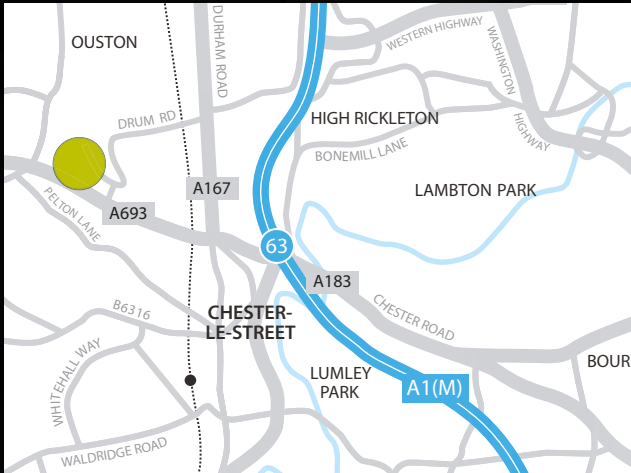 OUSTON
DURHAM ROAD
WESTERN HIGHWAY
WASHINGTON
HIGHWAY
DRUM RD
HIGH RICKLETON
BONEMILL LANE
A167
LAMBTON PARK
PELTON LANE
A693
63
A183
B6316
CHESTER-
LE-STREET
CHESTER ROAD
WHITEHALL WAY
LUMLEY
PARK
A1(M)
BOUR
WALDRIDGE ROAD